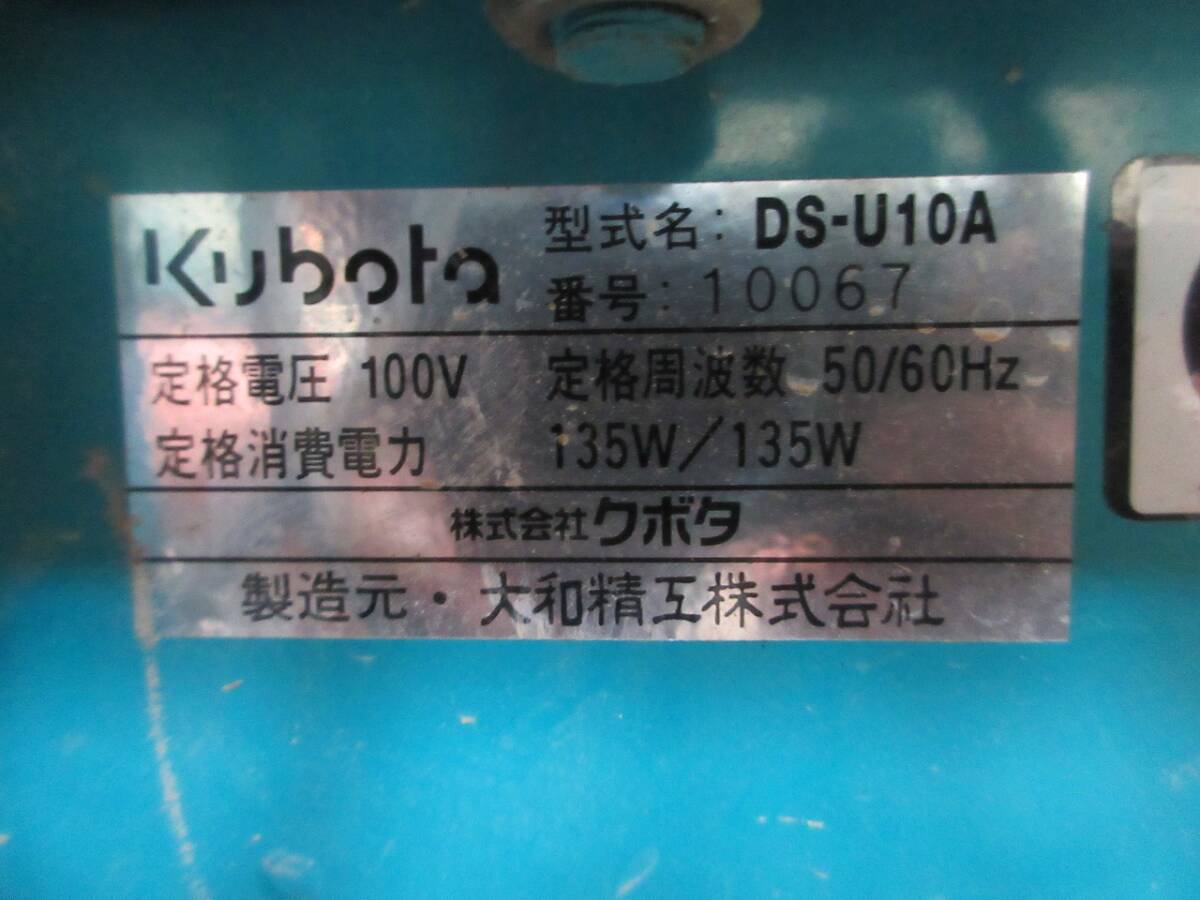 Kubota
型式名: DS-U10A
番号: 10067
定格電圧 100V 定格周波数 50/60Hz
定格消費電力 135W/135W
株式会社クボタ
製造元・大和精工株式会社